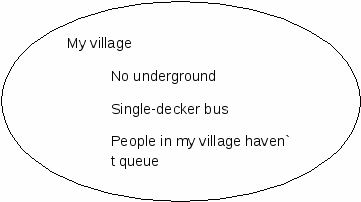 My village
No underground
Single-decker bus
People in my village haven`
t queue